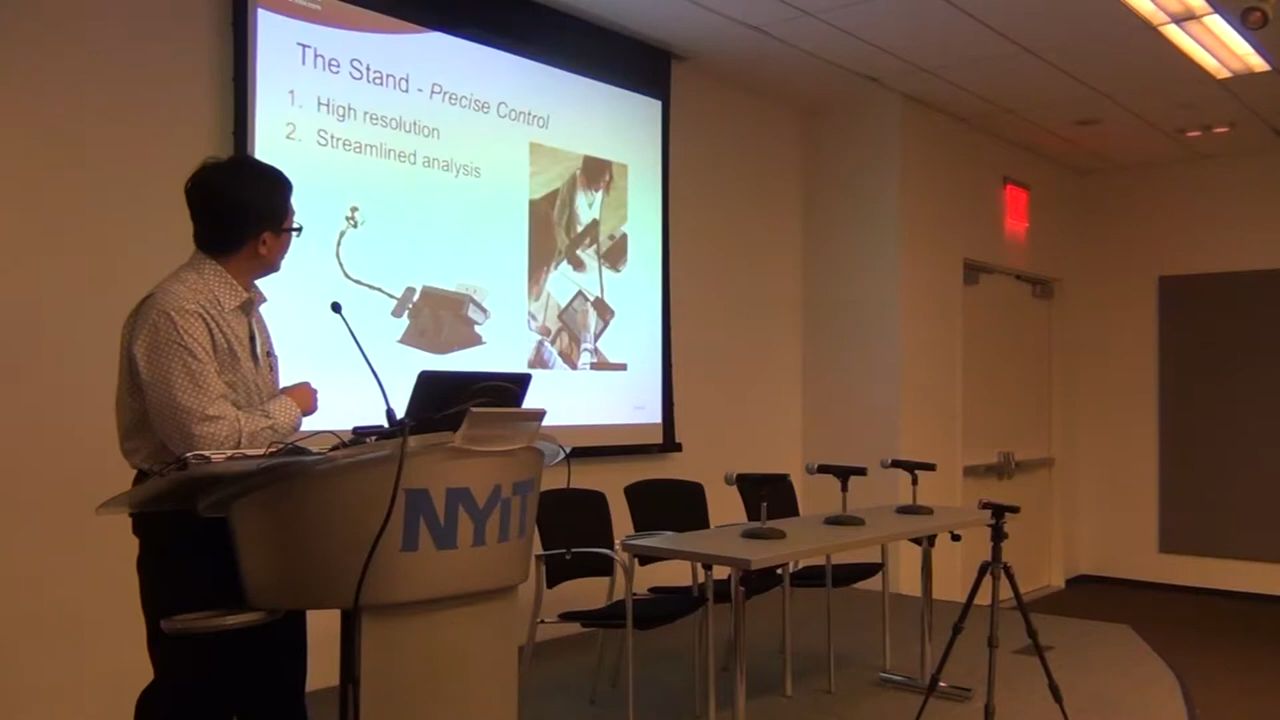 The Stand - Precise Control
1. High resolution
2. Streamlined analysis
NYiT